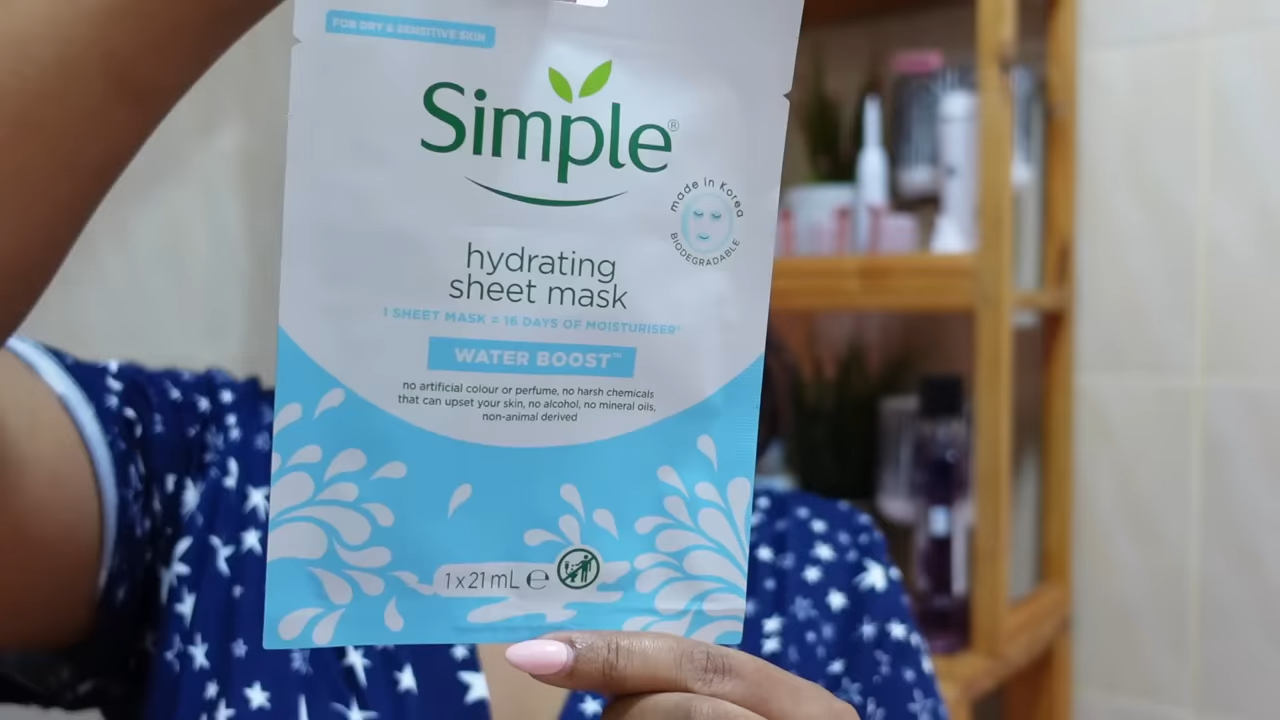 FOR DRY & SENSITIVE SKIN
Simple®
made in Korea
BIODEGRADABLE
hydrating
sheet mask
1 SHEET MASK = 16 DAYS OF MOISTURISER*
WATER BOOST™
no artificial colour or perfume, no harsh chemicals
that can upset your skin, no alcohol, no mineral oils,
non-animal derived
1x21mL ℮